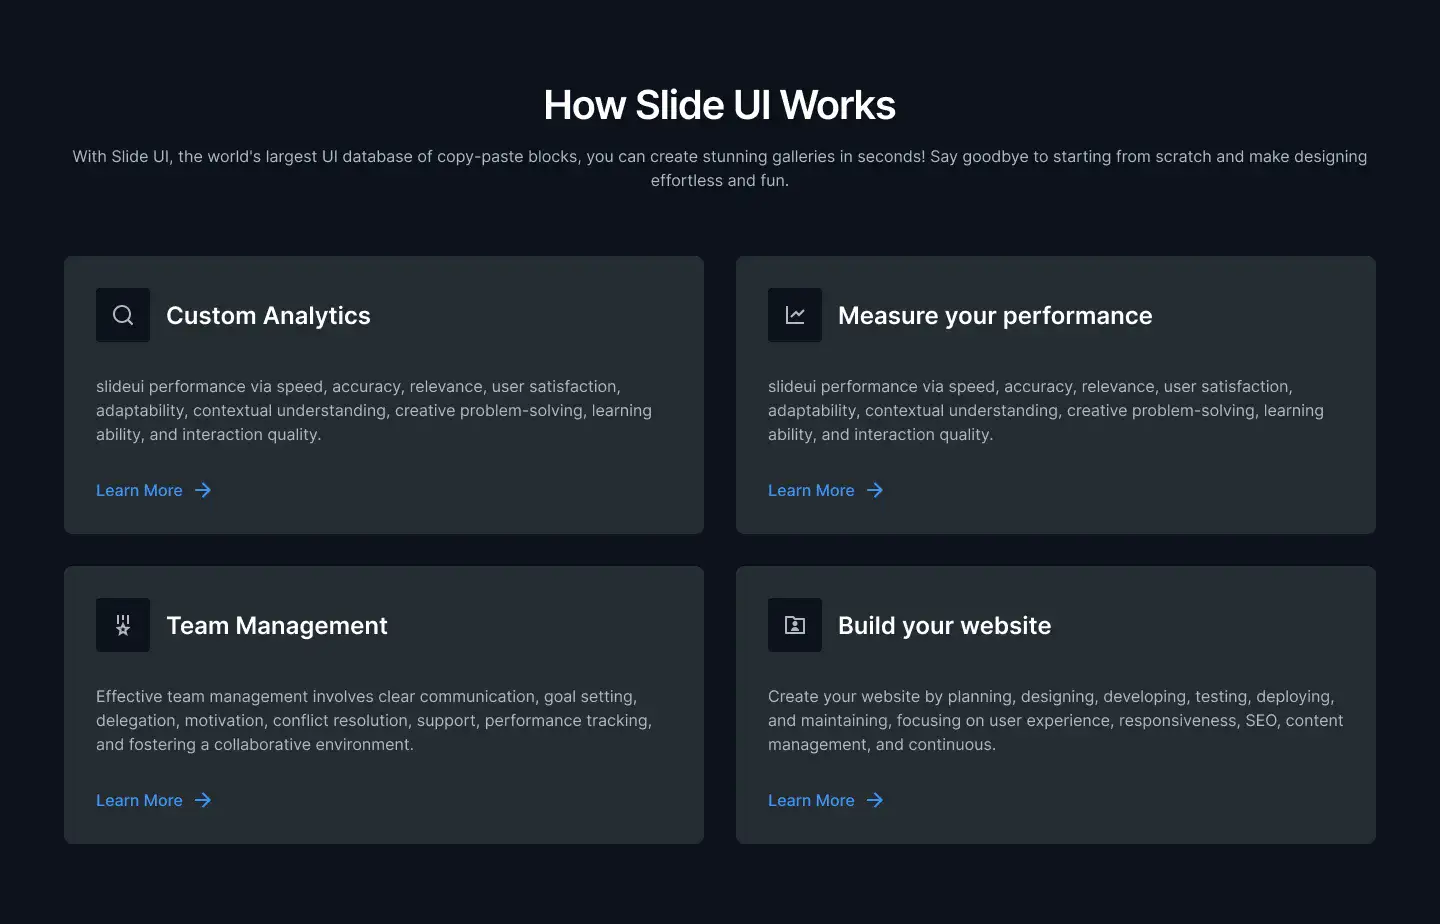 How Slide UI Works
With Slide UI, the world's largest UI database of copy-paste blocks, you can create stunning galleries in seconds! Say goodbye to starting from scratch and make designing
effortless and fun.
Custom Analytics
slideui performance via speed, accuracy, relevance, user satisfaction,
adaptability, contextual understanding, creative problem-solving, learning
ability, and interaction quality.
Learn More
Measure your performance
slideui performance via speed, accuracy, relevance, user satisfaction,
adaptability, contextual understanding, creative problem-solving, learning
ability, and interaction quality.
Learn More
Team Management
Effective team management involves clear communication, goal setting,
delegation, motivation, conflict resolution, support, performance tracking,
and fostering a collaborative environment.
Learn More
Build your website
Create your website by planning, designing, developing, testing, deploying,
and maintaining, focusing on user experience, responsiveness, SEO, content
management, and continuous.
Learn More